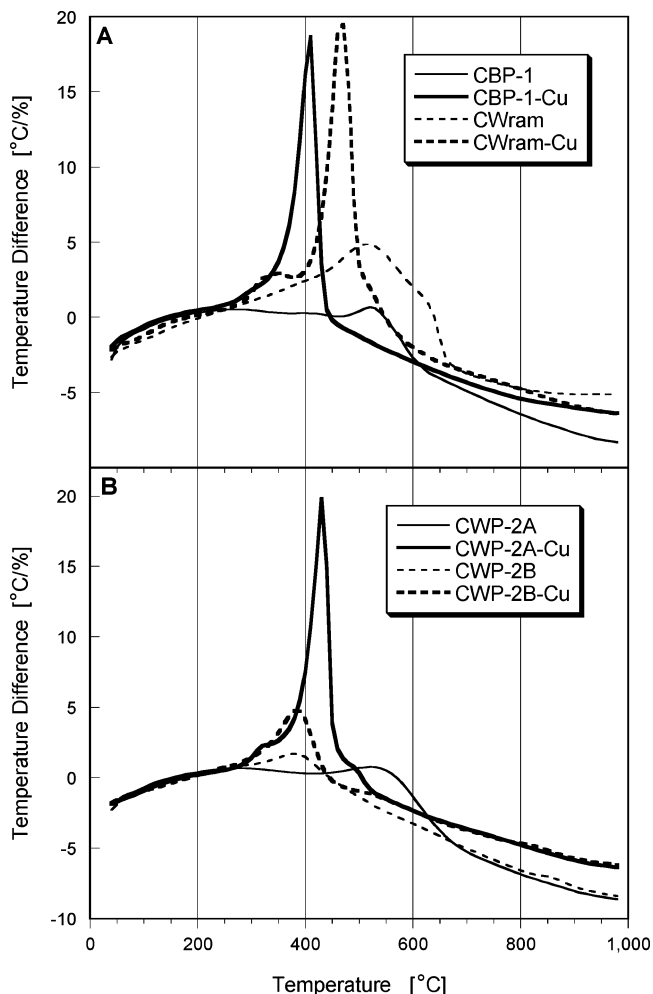 A
20
15
10
5
0
-5
Temperature Difference [°C/%]
CBP-1
CBP-1-Cu
CWram
CWram-Cu
B
20
15
10
5
0
-5
-10
Temperature Difference [°C/%]
CWP-2A
CWP-2A-Cu
CWP-2B
CWP-2B-Cu
0 200 400 600 800 1,000
Temperature [°C]